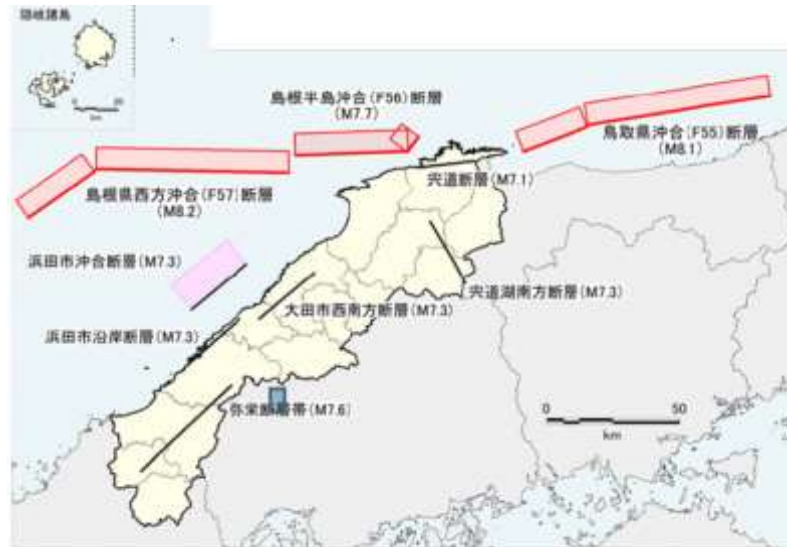 隠岐諸島
0 20
km
島根半島沖合(F56)断層
(M7.7)
鳥取県沖合(F55)断層
(M8.1)
宍道断層(M7.1)
島根県西方沖合(F57)断層
(M8.2)
浜田市沖合断層(M7.3)
宍道湖南方断層(M7.3)
大田市西南方断層(M7.3)
浜田市沿岸断層(M7.3)
弥栄断層帯(M7.6)
0 50
km